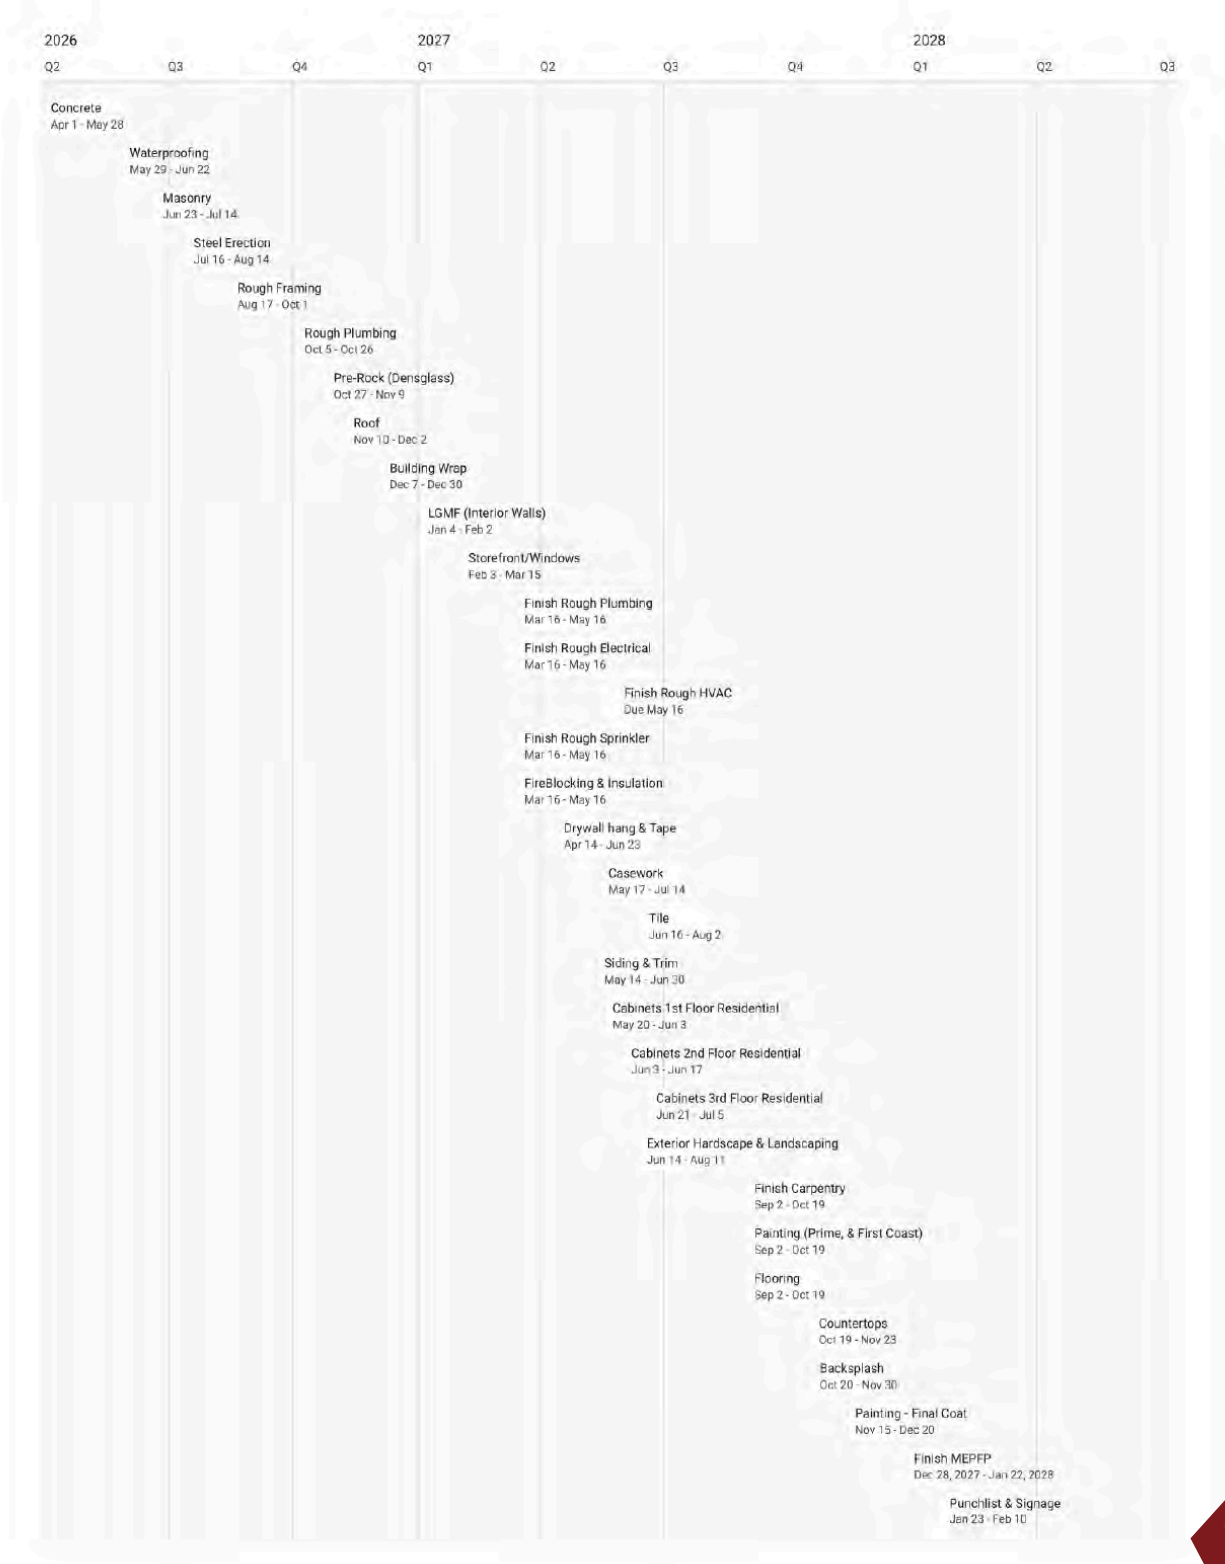 2026 2027 2028
Q2 Q3 Q4 Q1 Q2 Q3 Q4 Q1 Q2 Q3
Concrete
Apr 1 - May 28
Waterproofing
May 29 - Jun 22
Masonry
Jun 23 - Jul 14
Steel Erection
Jul 16 - Aug 14
Rough Framing
Aug 17 - Oct 1
Rough Plumbing
Oct 5 - Oct 26
Pre-Rock (Densglass)
Oct 27 - Nov 9
Roof
Nov 10 - Dec 2
Building Wrap
Dec 7 - Dec 30
LGMF (Interior Walls)
Jan 4 - Feb 2
Storefront/Windows
Feb 3 - Mar 15
Finish Rough Plumbing
Mar 16 - May 16
Finish Rough Electrical
Mar 16 - May 16
Finish Rough HVAC
Due May 16
Finish Rough Sprinkler
Mar 16 - May 16
FireBlocking & Insulation
Mar 16 - May 16
Drywall hang & Tape
Apr 14 - Jun 23
Casework
May 17 - Jul 14
Tile
Jun 16 - Aug 2
Siding & Trim
May 14 - Jun 30
Cabinets 1st Floor Residential
May 20 - Jun 3
Cabinets 2nd Floor Residential
Jun 3 - Jun 17
Cabinets 3rd Floor Residential
Jun 21 - Jul 5
Exterior Hardscape & Landscaping
Jun 14 - Aug 11
Finish Carpentry
Sep 2 - Oct 19
Painting (Prime, & First Coast)
Sep 2 - Oct 19
Flooring
Sep 2 - Oct 19
Countertops
Oct 19 - Nov 23
Backsplash
Oct 20 - Nov 30
Painting - Final Coat
Nov 15 - Dec 20
Finish MEPFP
Dec 28, 2027 - Jan 22, 2028
Punchlist & Signage
Jan 23 - Feb 10